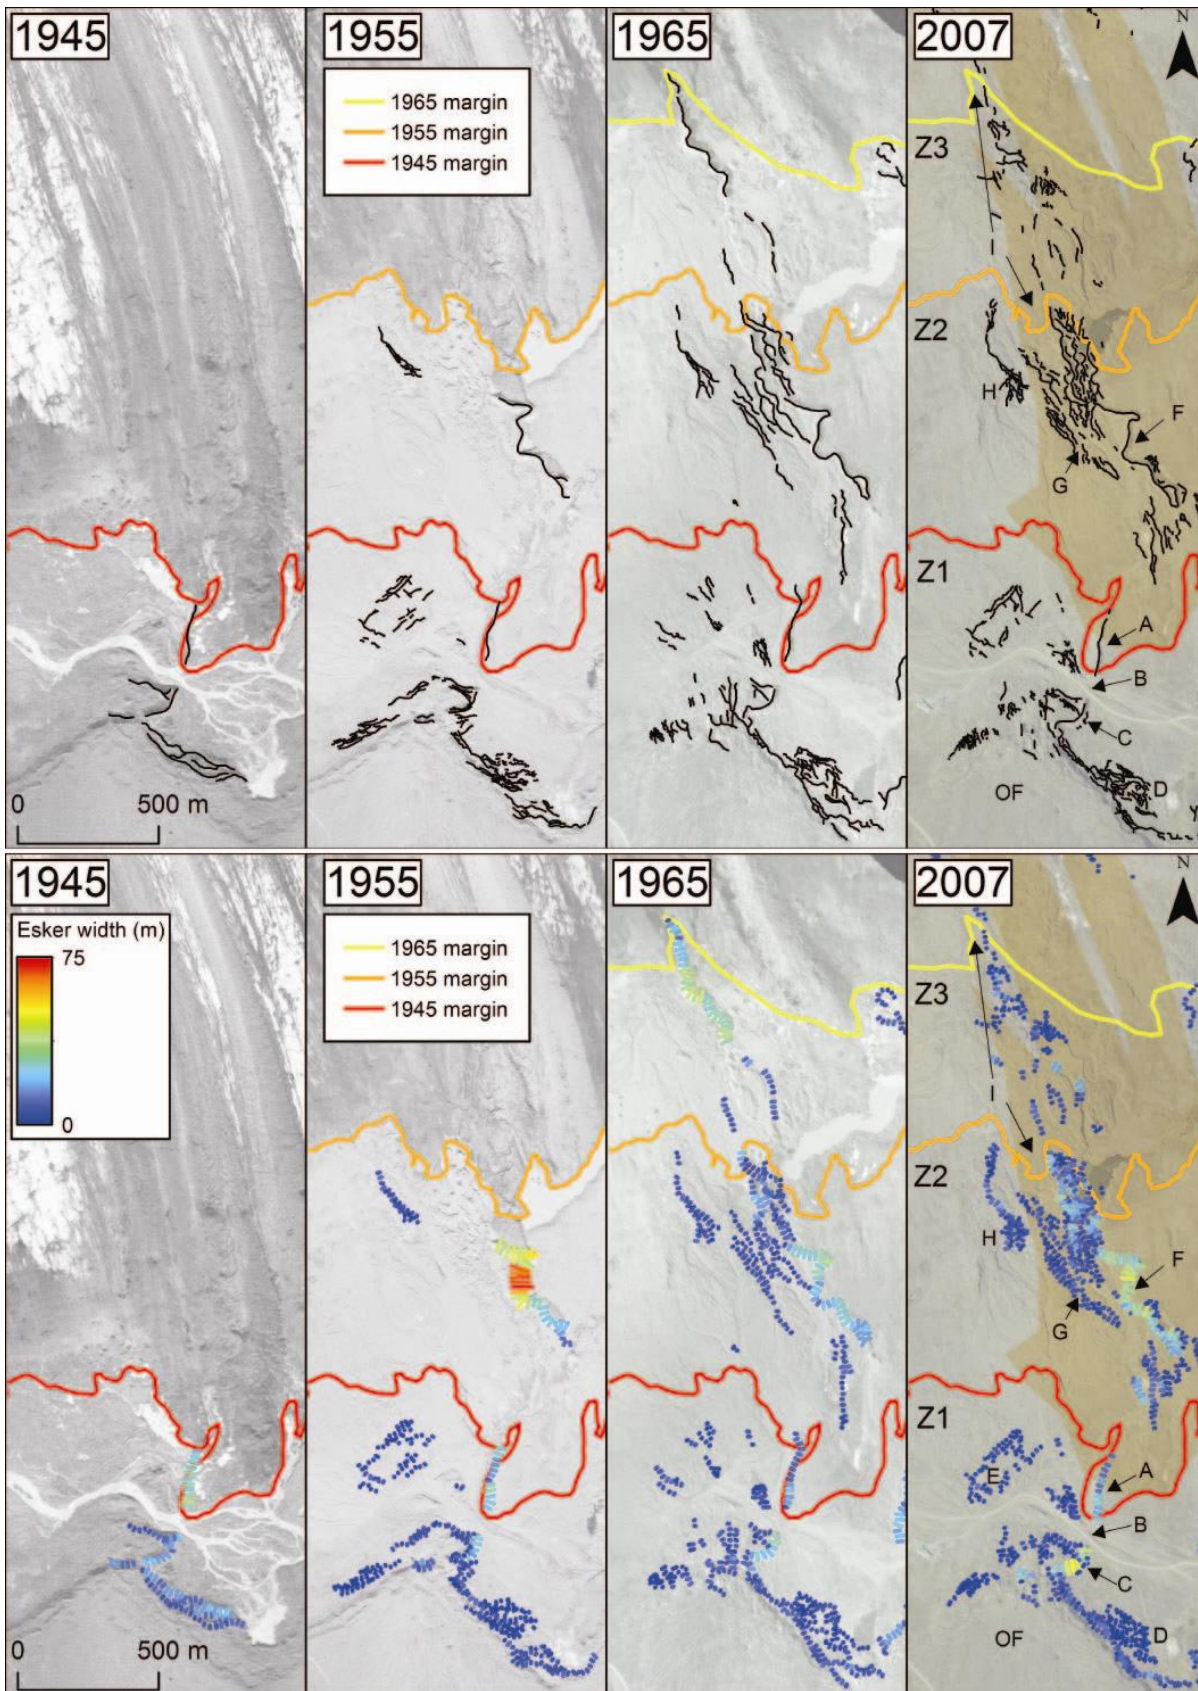 1945
1955
1965
2007
N
1965 margin
1955 margin
1945 margin
Z3
I
Z2
H
F
G
Z1
A
B
C
D
OF
0
500 m
1945
1955
1965
2007
N
Esker width (m)
75
0
1965 margin
1955 margin
1945 margin
Z3
I
Z2
H
F
G
Z1
E
A
B
C
D
OF
0
500 m